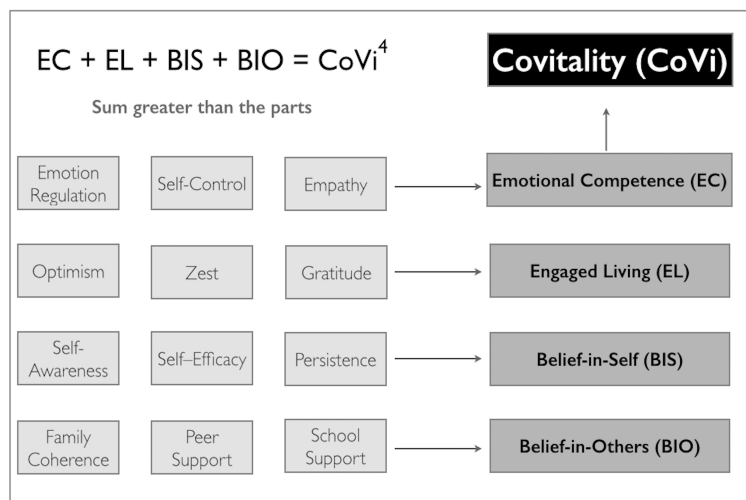 EC + EL + BIS + BIO = CoVi⁴
Covitality (CoVi)
Sum greater than the parts
Emotion
Regulation
Self-Control
Empathy
Emotional Competence (EC)
Optimism
Zest
Gratitude
Engaged Living (EL)
Self-
Awareness
Self–Efficacy
Persistence
Belief-in-Self (BIS)
Family
Coherence
Peer
Support
School
Support
Belief-in-Others (BIO)